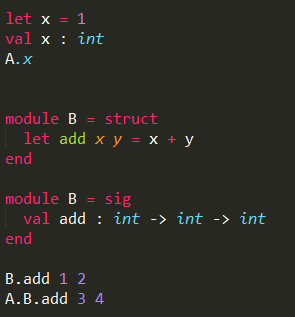 let x = 1
val x : int
A.x
module B = struct
let add x y = x + y
end
module B = sig
val add : int -> int -> int
end
B.add 1 2
A.B.add 3 4